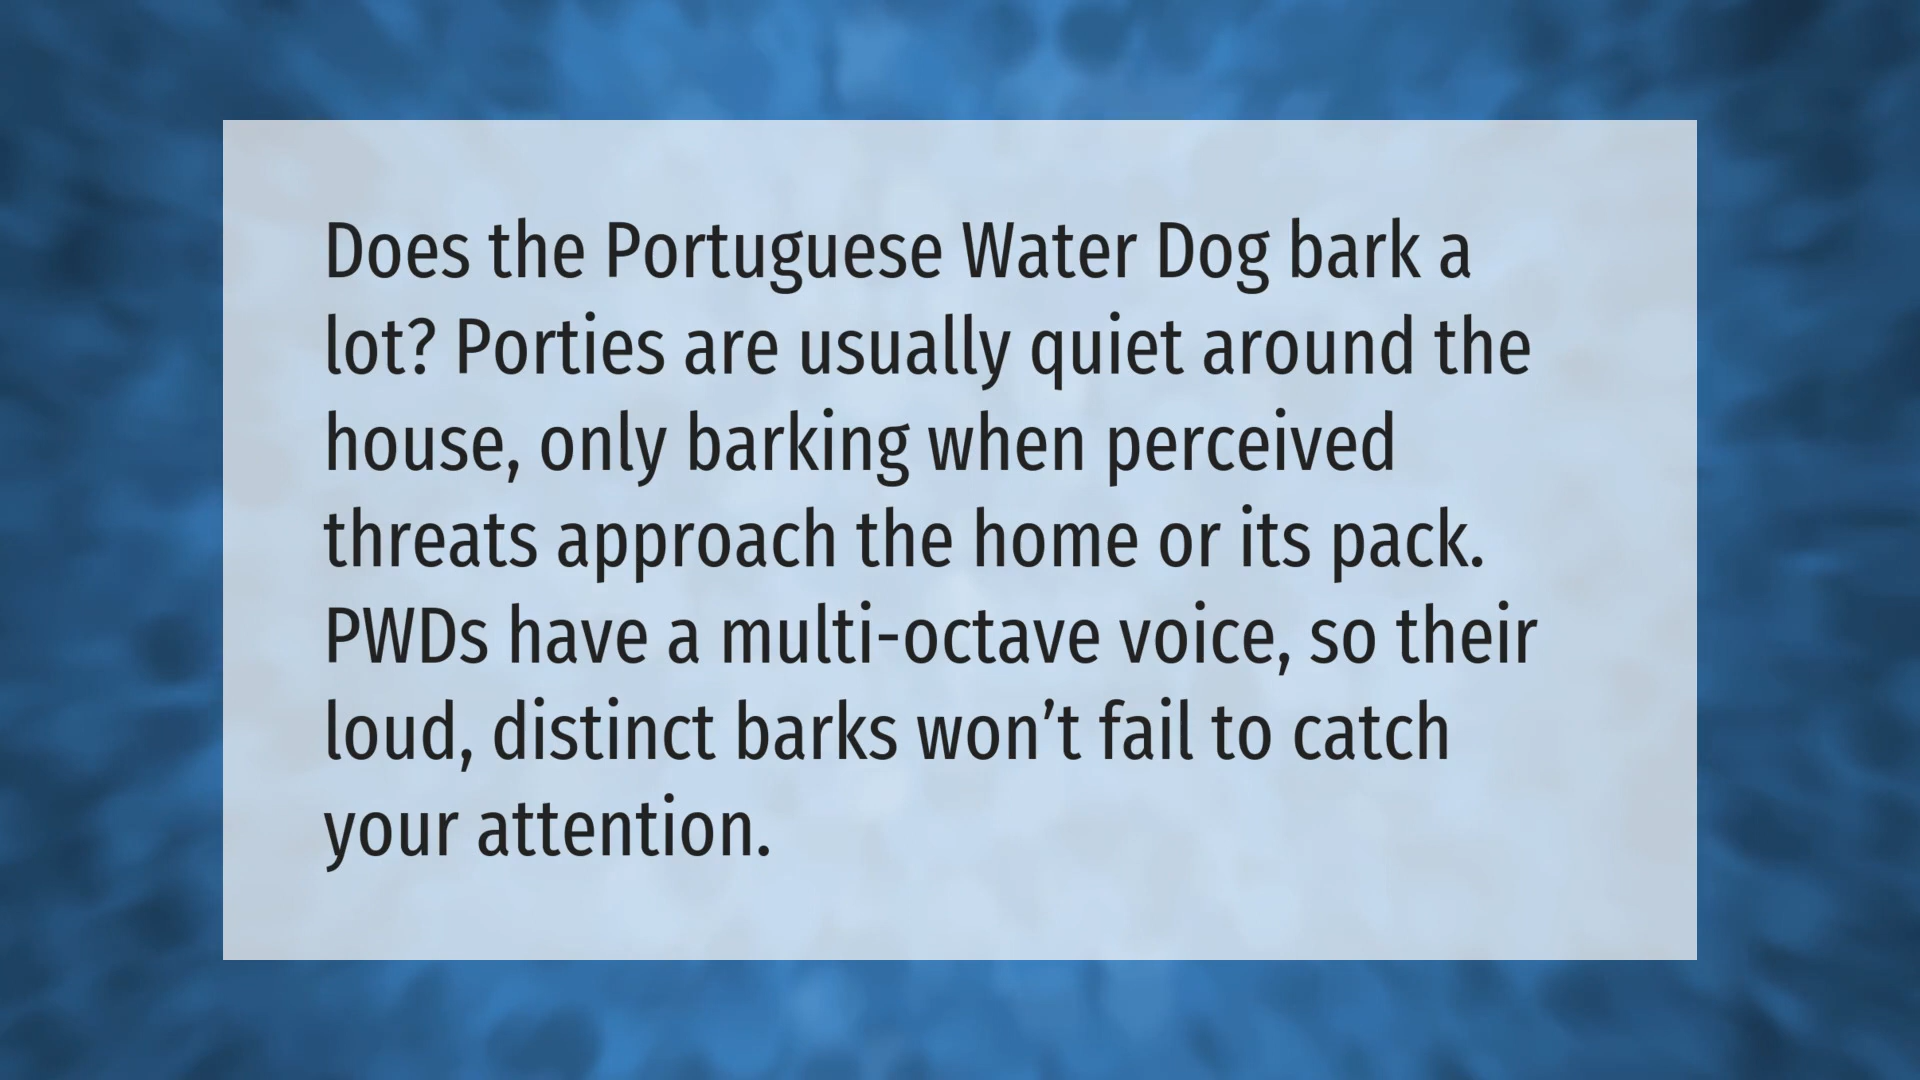 Does the Portuguese Water Dog bark a
lot? Porties are usually quiet around the
house, only barking when perceived
threats approach the home or its pack.
PWDs have a multi-octave voice, so their
loud, distinct barks won’t fail to catch
your attention.